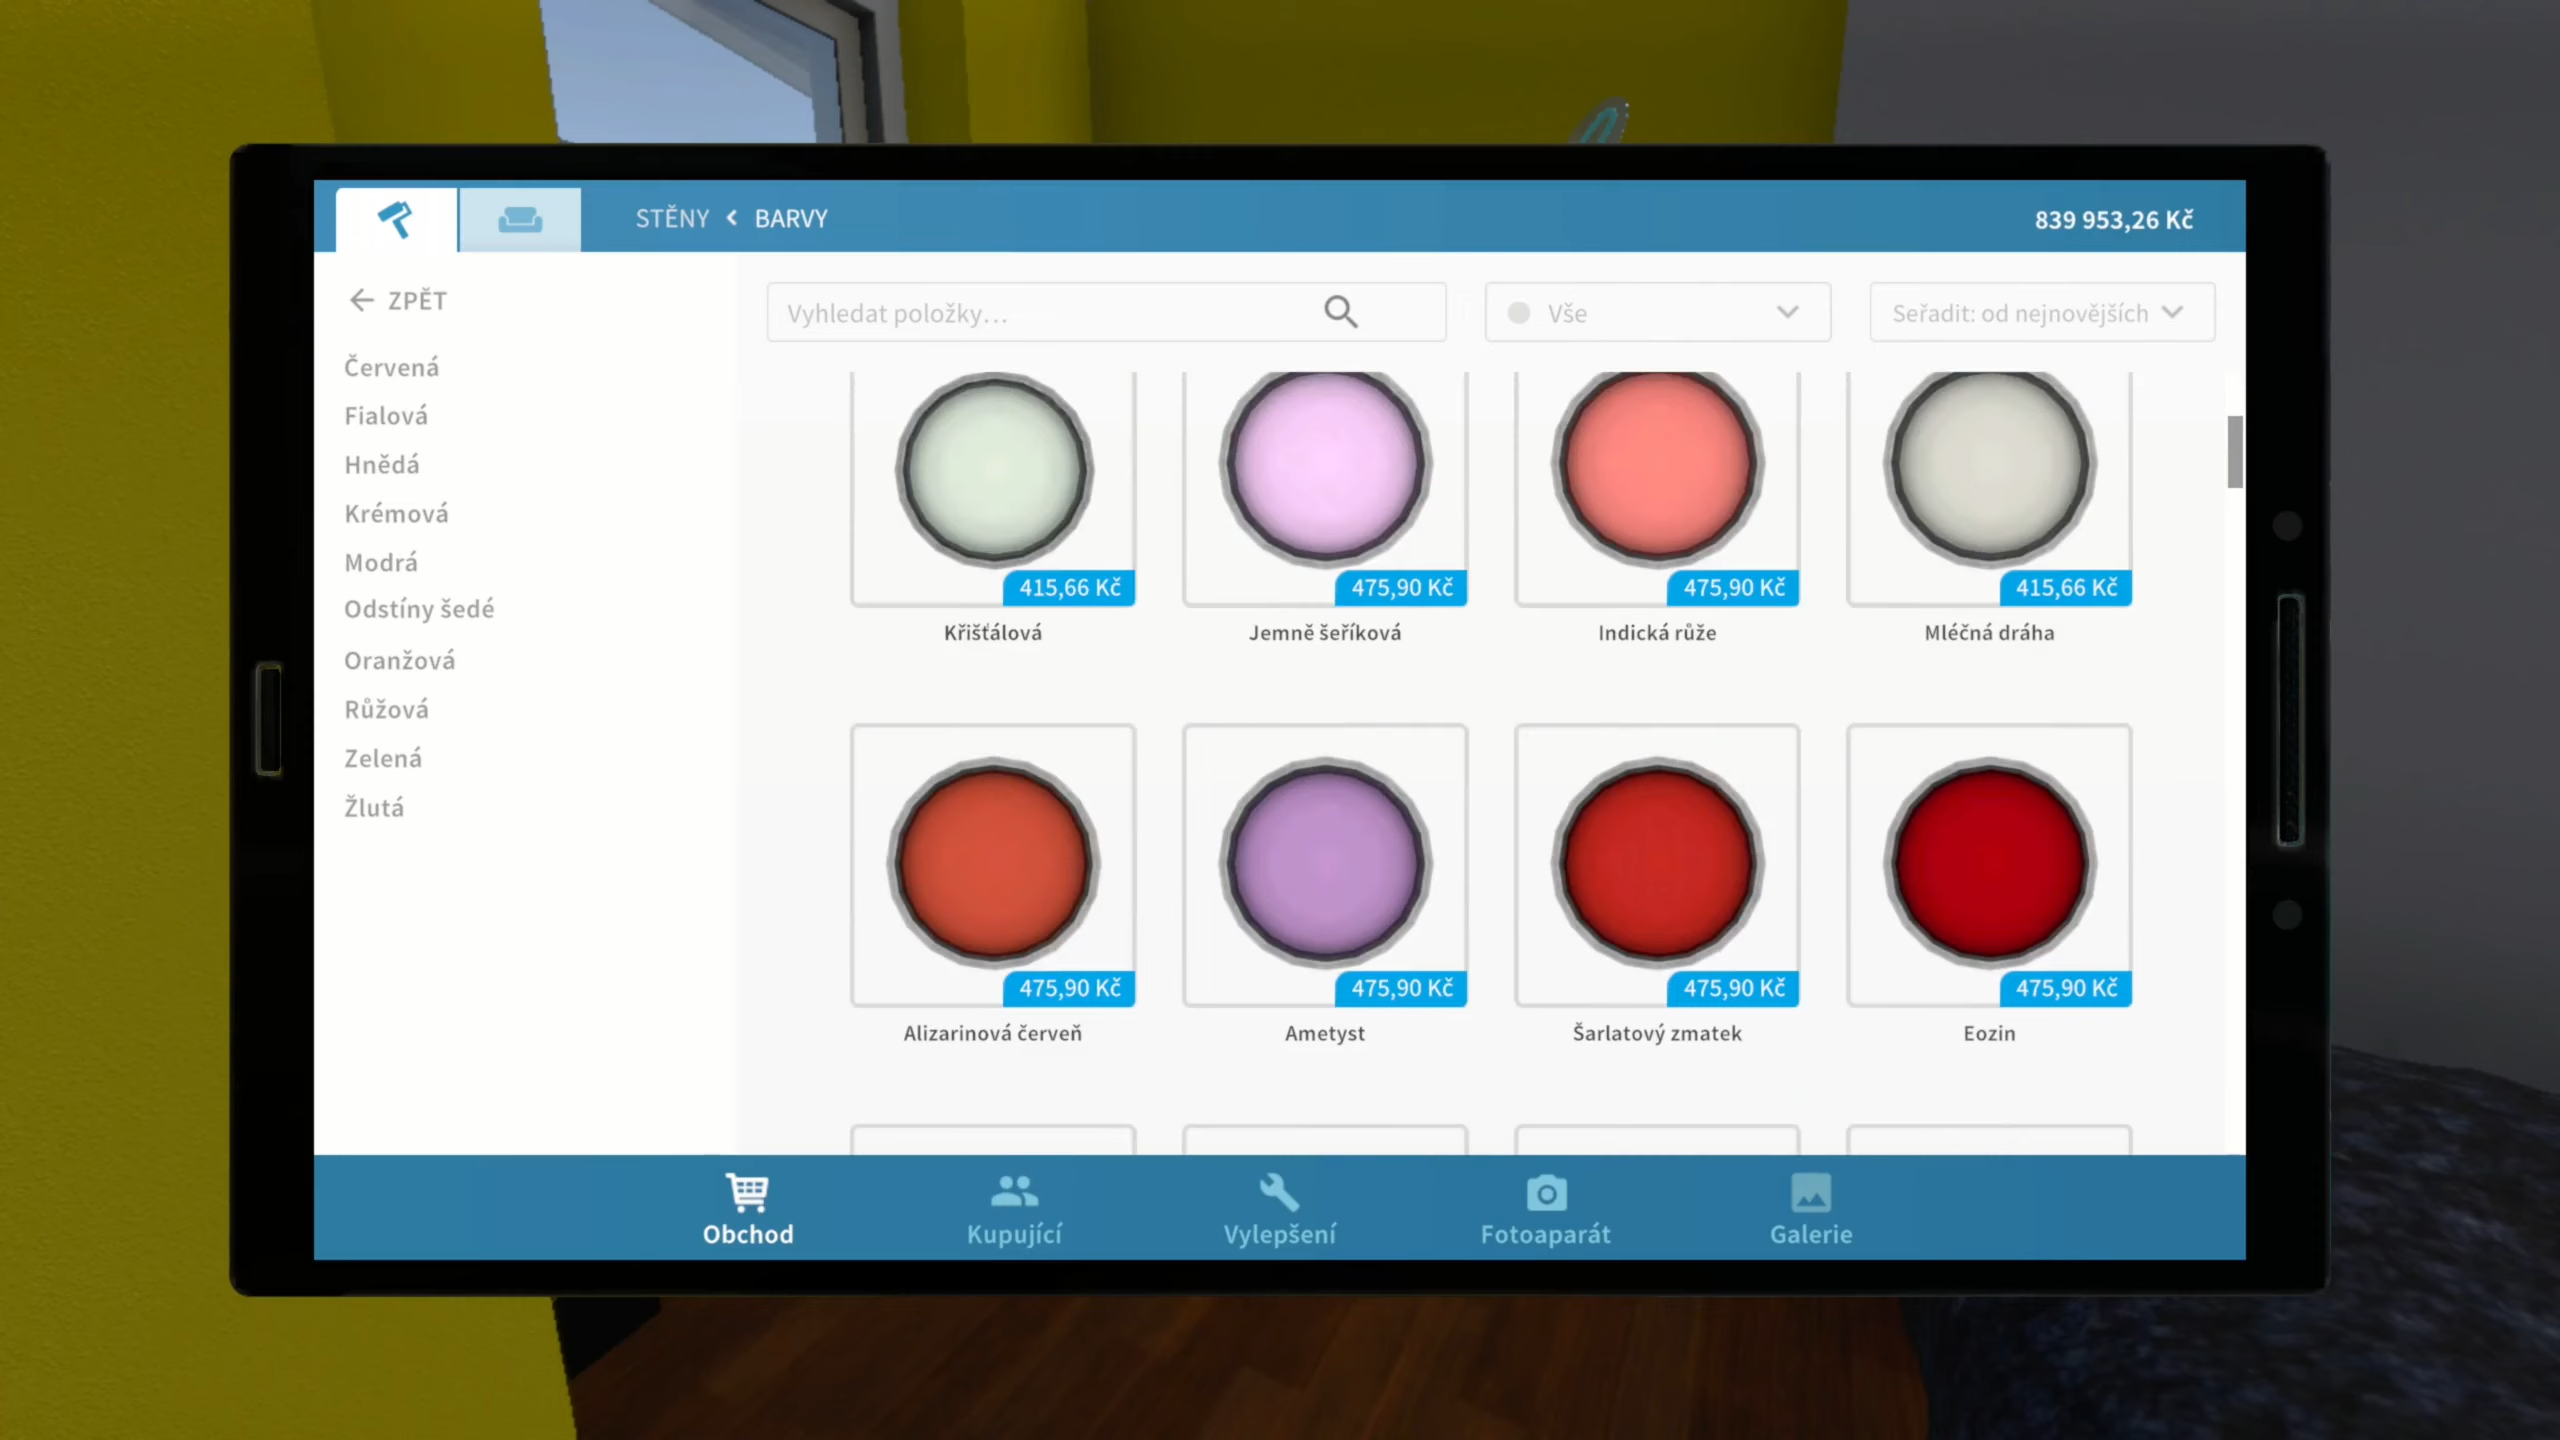 STĚNY < BARVY
839 953,26 Kč
ZPĚT
Vyhledat položky...
Vše
Seřadit: od nejnovějších
Červená
Fialová
Hnědá
Krémová
Modrá
Odstíny šedé
Oranžová
Růžová
Zelená
Žlutá
415,66 Kč
475,90 Kč
475,90 Kč
415,66 Kč
Křišťálová
Jemně šeříková
Indická růže
Mléčná dráha
475,90 Kč
475,90 Kč
475,90 Kč
475,90 Kč
Alizarinová červeň
Ametyst
Šarlatový zmatek
Eozin
Obchod
Kupující
Vylepšení
Fotoaparát
Galerie